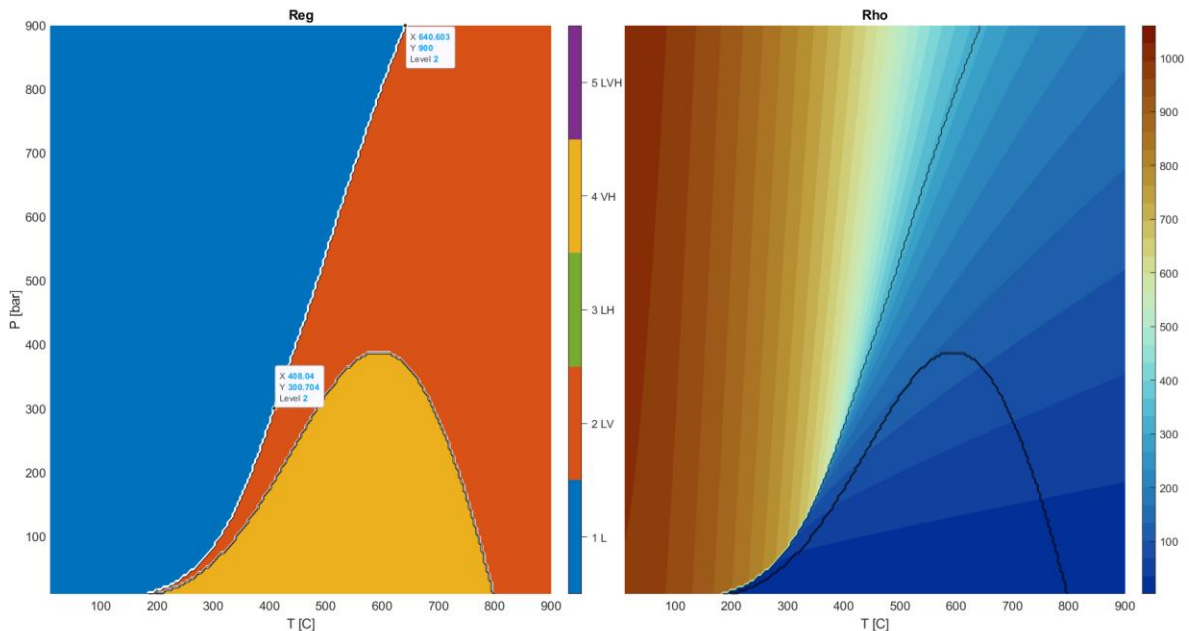 Reg
900
800
700
600
500
400
300
200
100
P [bar]
X 640.603
Y 900
Level 2
X 408.04
Y 300.704
Level 2
100 200 300 400 500 600 700 800 900
T [C]
5 LVH
4 VH
3 LH
2 LV
1 L
Rho
100 200 300 400 500 600 700 800 900
T [C]
1000
900
800
700
600
500
400
300
200
100